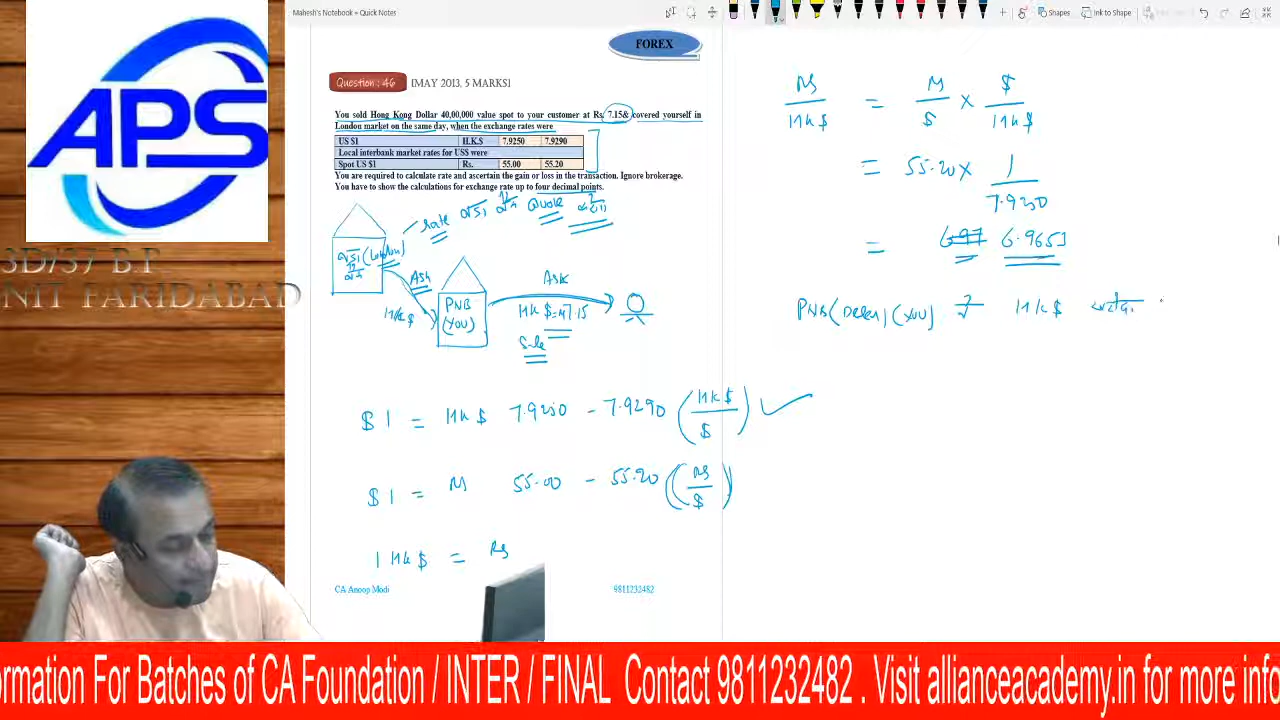 Mahesh's Notebook » Quick Notes
Shapes
Ink to Shape
Convert
APS
3D/57 B.P
NIT FARIDABAD
FOREX
Question : 46 [MAY 2013, 5 MARKS]
You sold Hong Kong Dollar 40,00,000 value spot to your customer at Rs. 7.15& covered yourself in
London market on the same day, when the exchange rates were
US $1 H.K.$ 7.9250 7.9290
Local interbank market rates for US$ were
Spot US $1 Rs. 55.00 55.20
You are required to calculate rate and ascertain the gain or loss in the transaction. Ignore brokerage.
You have to show the calculations for exchange rate up to four decimal points.
Rate
Quote
(London)
Ask
HK$
PNB
(YOU)
ASK
HK $=₹7.15
Sale
$ 1 = HK $ 7.9250 - 7.9290 (HK $ / $)
$ 1 = Rs 55.00 - 55.20 (Rs / $)
1 HK $ = Rs
CA Anoop Modi 9811232482
Rs / HK $ = Rs / $ × $ / HK $
= 55.20 × 1 / 7.9250
= 6.9653
PNB (Delhi) (YOU) HK $
ormation For Batches of CA Foundation / INTER / FINAL Contact 9811232482 . Visit allianceacademy.in for more info